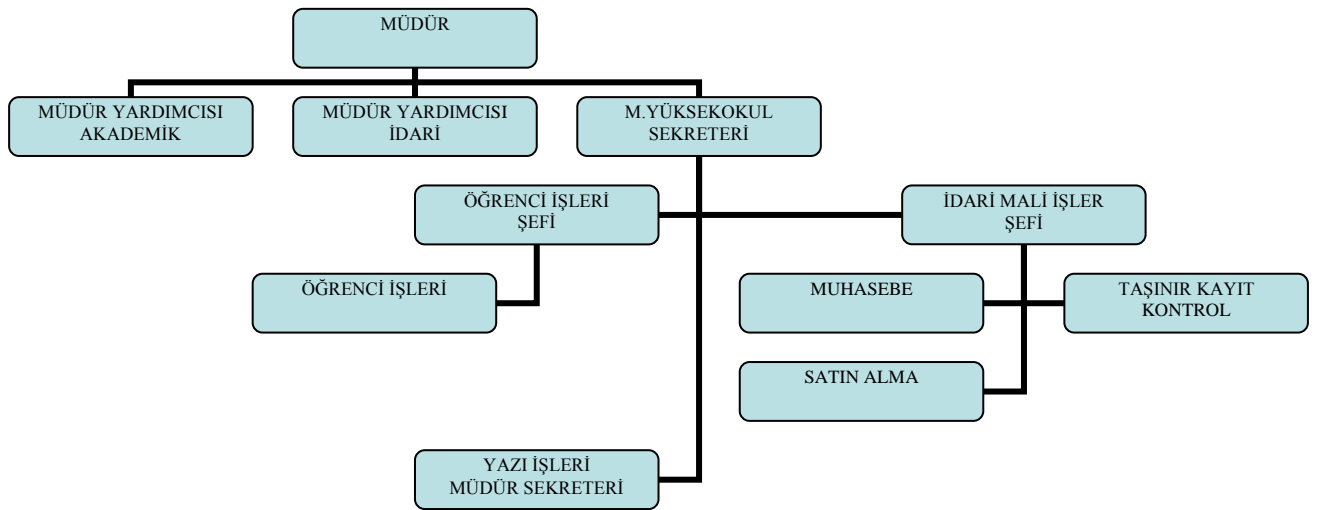 MÜDÜR
MÜDÜR YARDIMCISI
AKADEMİK
MÜDÜR YARDIMCISI
İDARİ
M.YÜKSEKOKUL
SEKRETERİ
ÖĞRENCİ İŞLERİ
ŞEFİ
İDARİ MALİ İŞLER
ŞEFİ
ÖĞRENCİ İŞLERİ
MUHASEBE
TAŞINIR KAYIT
KONTROL
SATIN ALMA
YAZI İŞLERİ
MÜDÜR SEKRETERİ